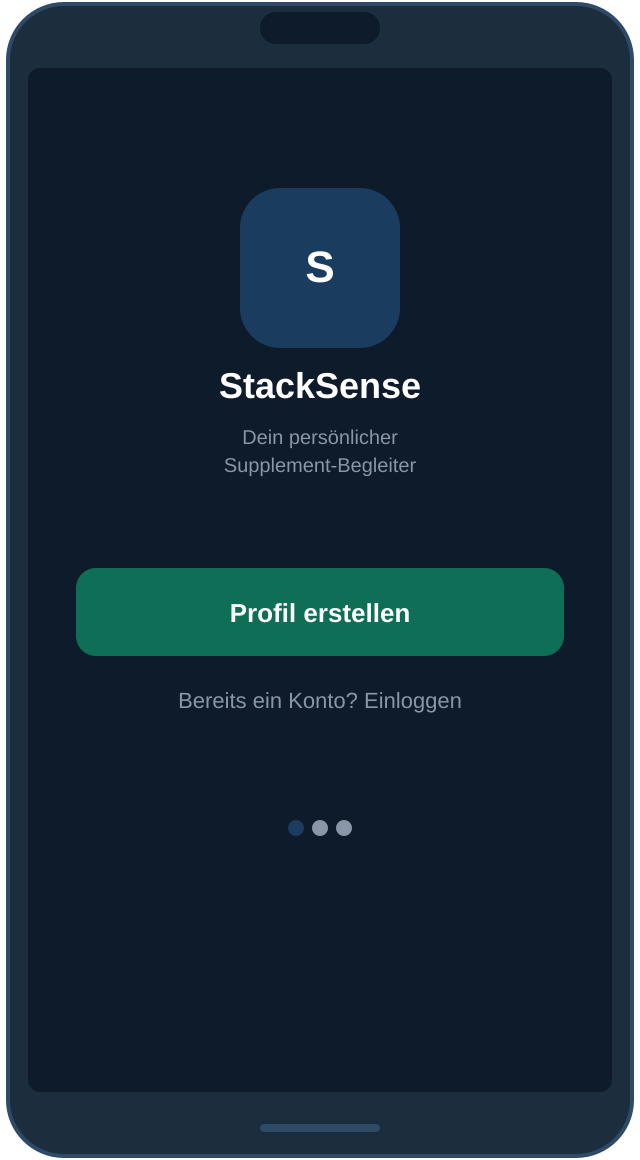 S
StackSense
Dein persönlicher
Supplement-Begleiter
Profil erstellen
Bereits ein Konto? Einloggen